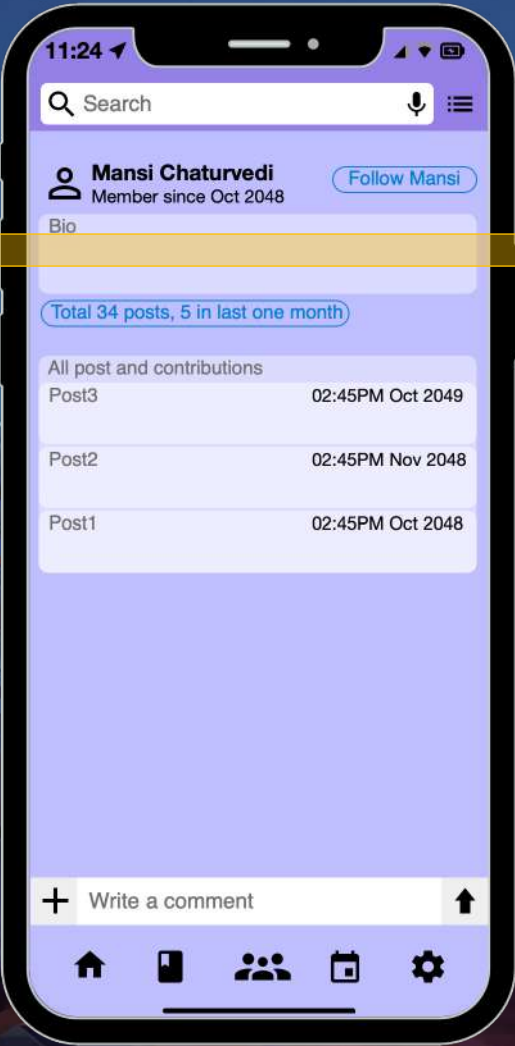 11:24
Search
Mansi Chaturvedi
Member since Oct 2048
Follow Mansi
Bio
Total 34 posts, 5 in last one month
All post and contributions
Post3 02:45PM Oct 2049
Post2 02:45PM Nov 2048
Post1 02:45PM Oct 2048
Write a comment